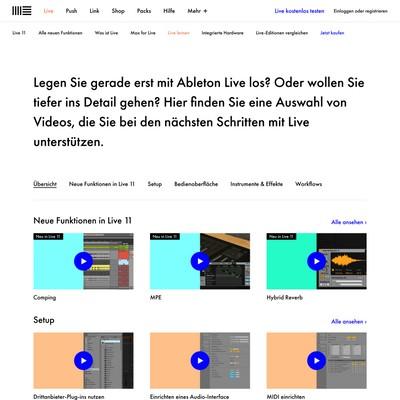 Live Push Link Shop Packs Hilfe Mehr + Live kostenlos testen Einloggen oder registrieren
Live 11 Alle neuen Funktionen Was ist Live Max for Live Live lernen Integrierte Hardware Live-Editionen vergleichen Jetzt kaufen
Legen Sie gerade erst mit Ableton Live los? Oder wollen Sie
tiefer ins Detail gehen? Hier finden Sie eine Auswahl von
Videos, die Sie bei den nächsten Schritten mit Live
unterstützen.
Übersicht Neue Funktionen in Live 11 Setup Bedienoberfläche Instrumente & Effekte Workflows
Neue Funktionen in Live 11 Alle ansehen ›
Neu in Live 11 Neu in Live 11 Neu in Live 11
Comping MPE Hybrid Reverb
Setup Alle ansehen ›
Drittanbieter-Plug-ins nutzen Einrichten eines Audio-Interface MIDI einrichten